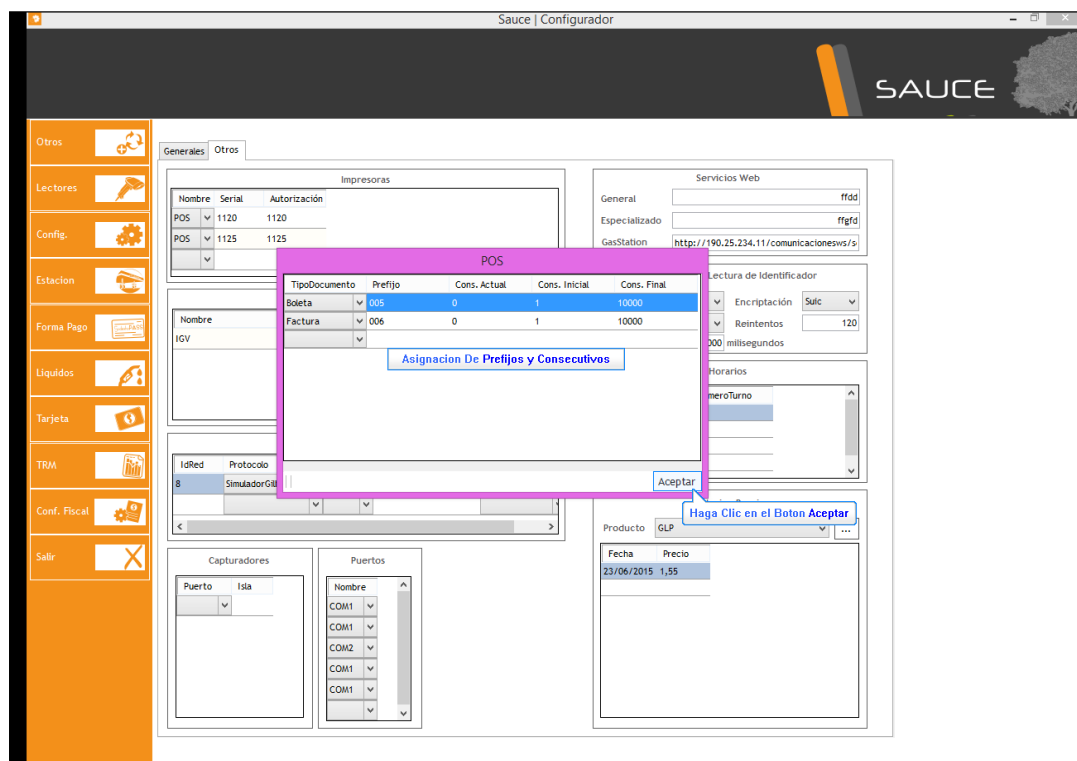 Sauce | Configurador
SAUCE
Otros
Lectores
Config.
Estacion
Forma Pago
Liquidos
Tarjeta
TRM
Conf. Fiscal
Salir
Generales Otros
Impresoras
Nombre Serial Autorización
POS 1120 1120
POS 1125 1125
Servicios Web
General ffdd
Especializado ffgfd
GasStation http://190.25.234.11/comunicacionesws/s
POS
TipoDocumento Prefijo Cons. Actual Cons. Inicial Cons. Final
Boleta 005 0 1 10000
Factura 006 0 1 10000
Asignacion De Prefijos y Consecutivos
Aceptar
Haga Clic en el Boton Aceptar
Nombre
IGV
Lectura de Identificador
Encriptación Sulc
Reintentos 120
000 milisegundos
Horarios
meroTurno
IdRed Protocolo
8 SimuladorGil
Producto GLP ...
Fecha Precio
23/06/2015 1,55
Capturadores
Puerto Isla
Puertos
Nombre
COM1
COM1
COM2
COM1
COM1